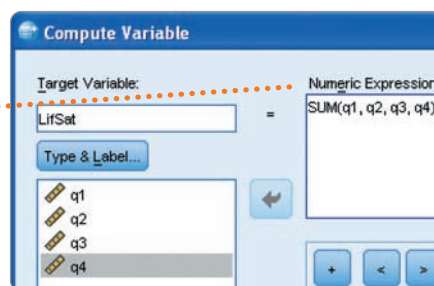 Compute Variable
Target Variable:
LifSat
=
Numeric Expression
SUM(q1, q2, q3, q4)
Type & Label...
q1
q2
q3
q4
+
<
>